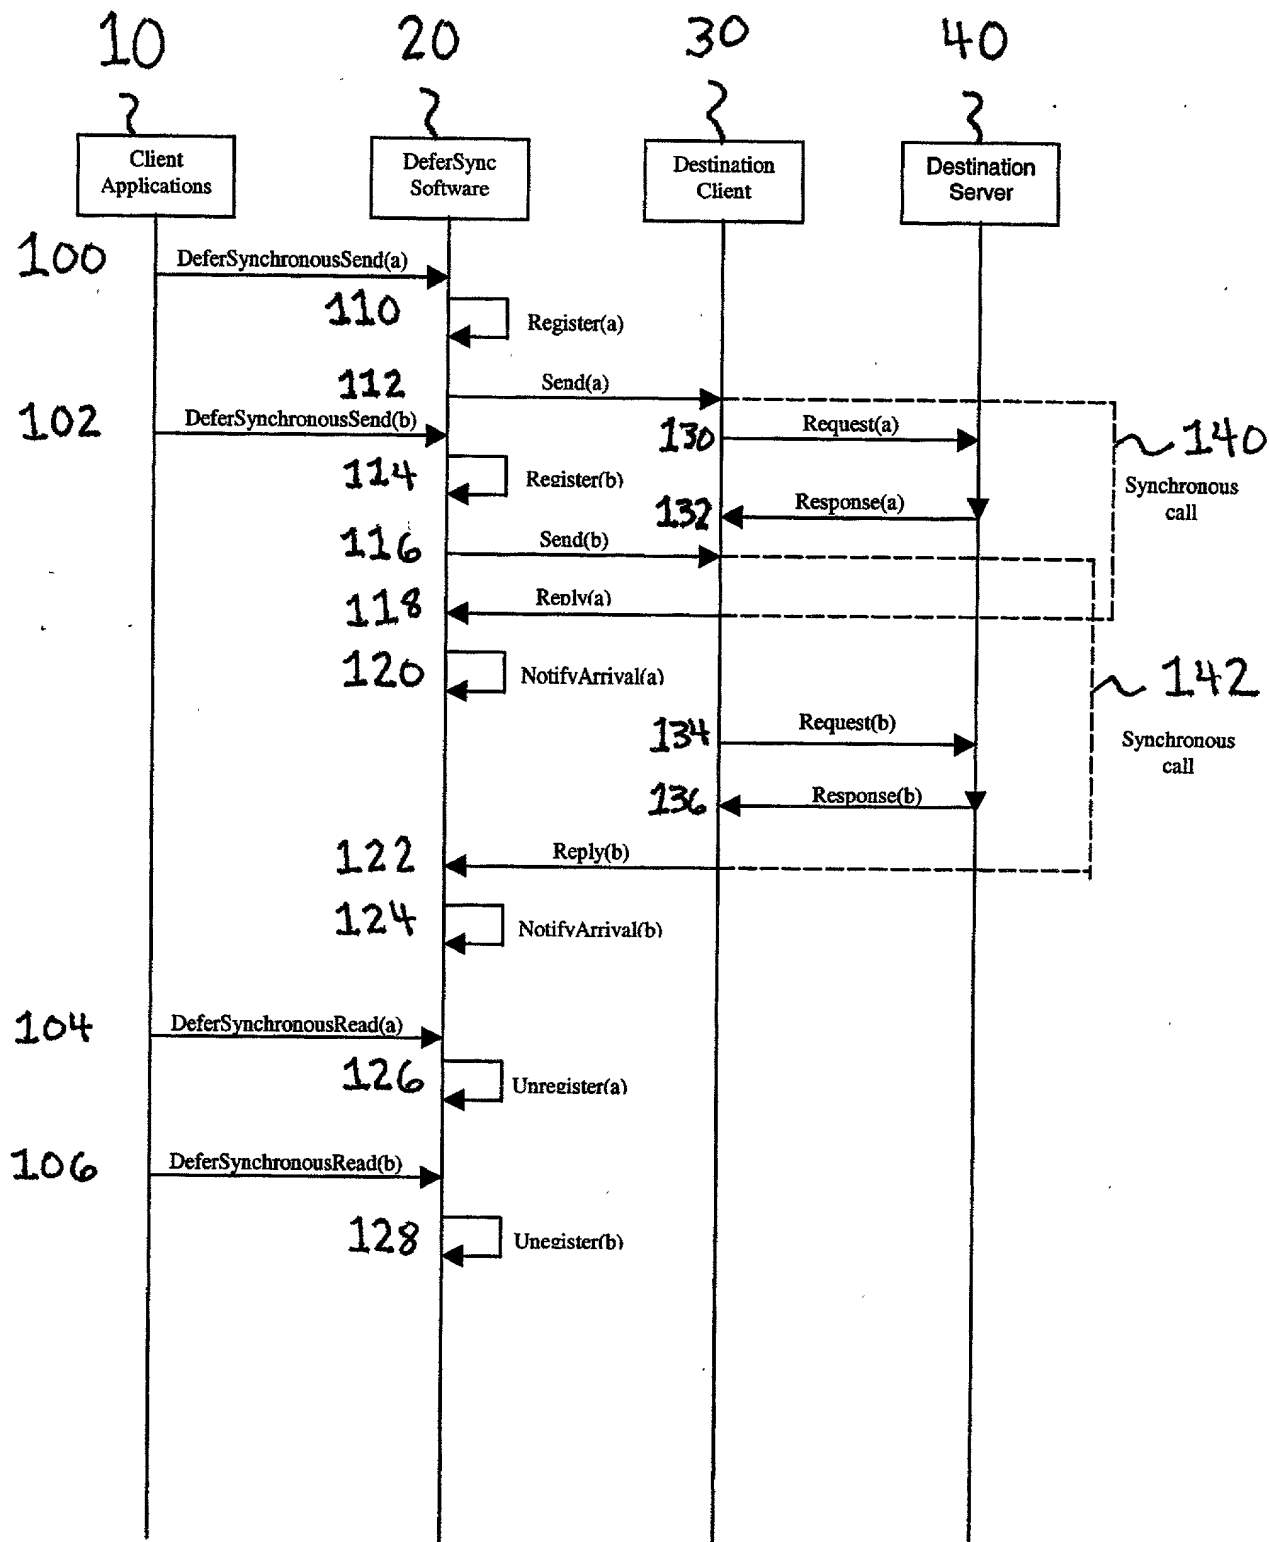 10
20
30
40
Client
Applications
DeferSync
Software
Destination
Client
Destination
Server
100
DeferSynchronousSend(a)
110
Register(a)
112
Send(a)
102
DeferSynchronousSend(b)
130
Request(a)
140
114
Register(b)
Synchronous
call
132
Response(a)
116
Send(b)
118
Reply(a)
120
NotifyArrival(a)
142
134
Request(b)
Synchronous
call
136
Response(b)
122
Reply(b)
124
NotifyArrival(b)
104
DeferSynchronousRead(a)
126
Unregister(a)
106
DeferSynchronousRead(b)
128
Unegister(b)